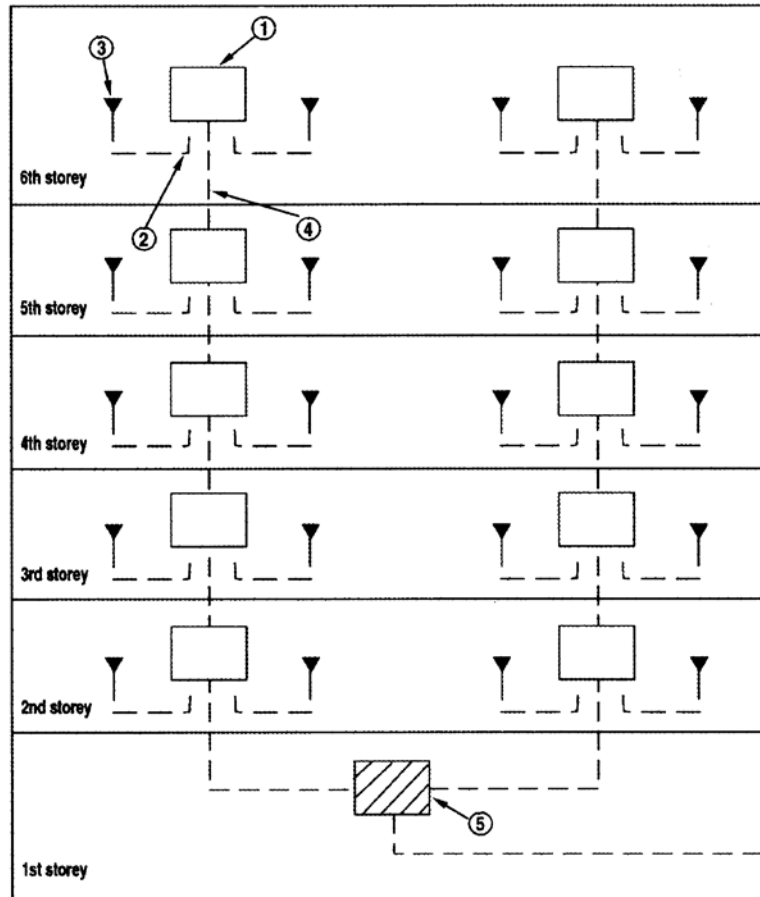 ①
③
6th storey
②
④
5th storey
4th storey
3rd storey
2nd storey
⑤
1st storey